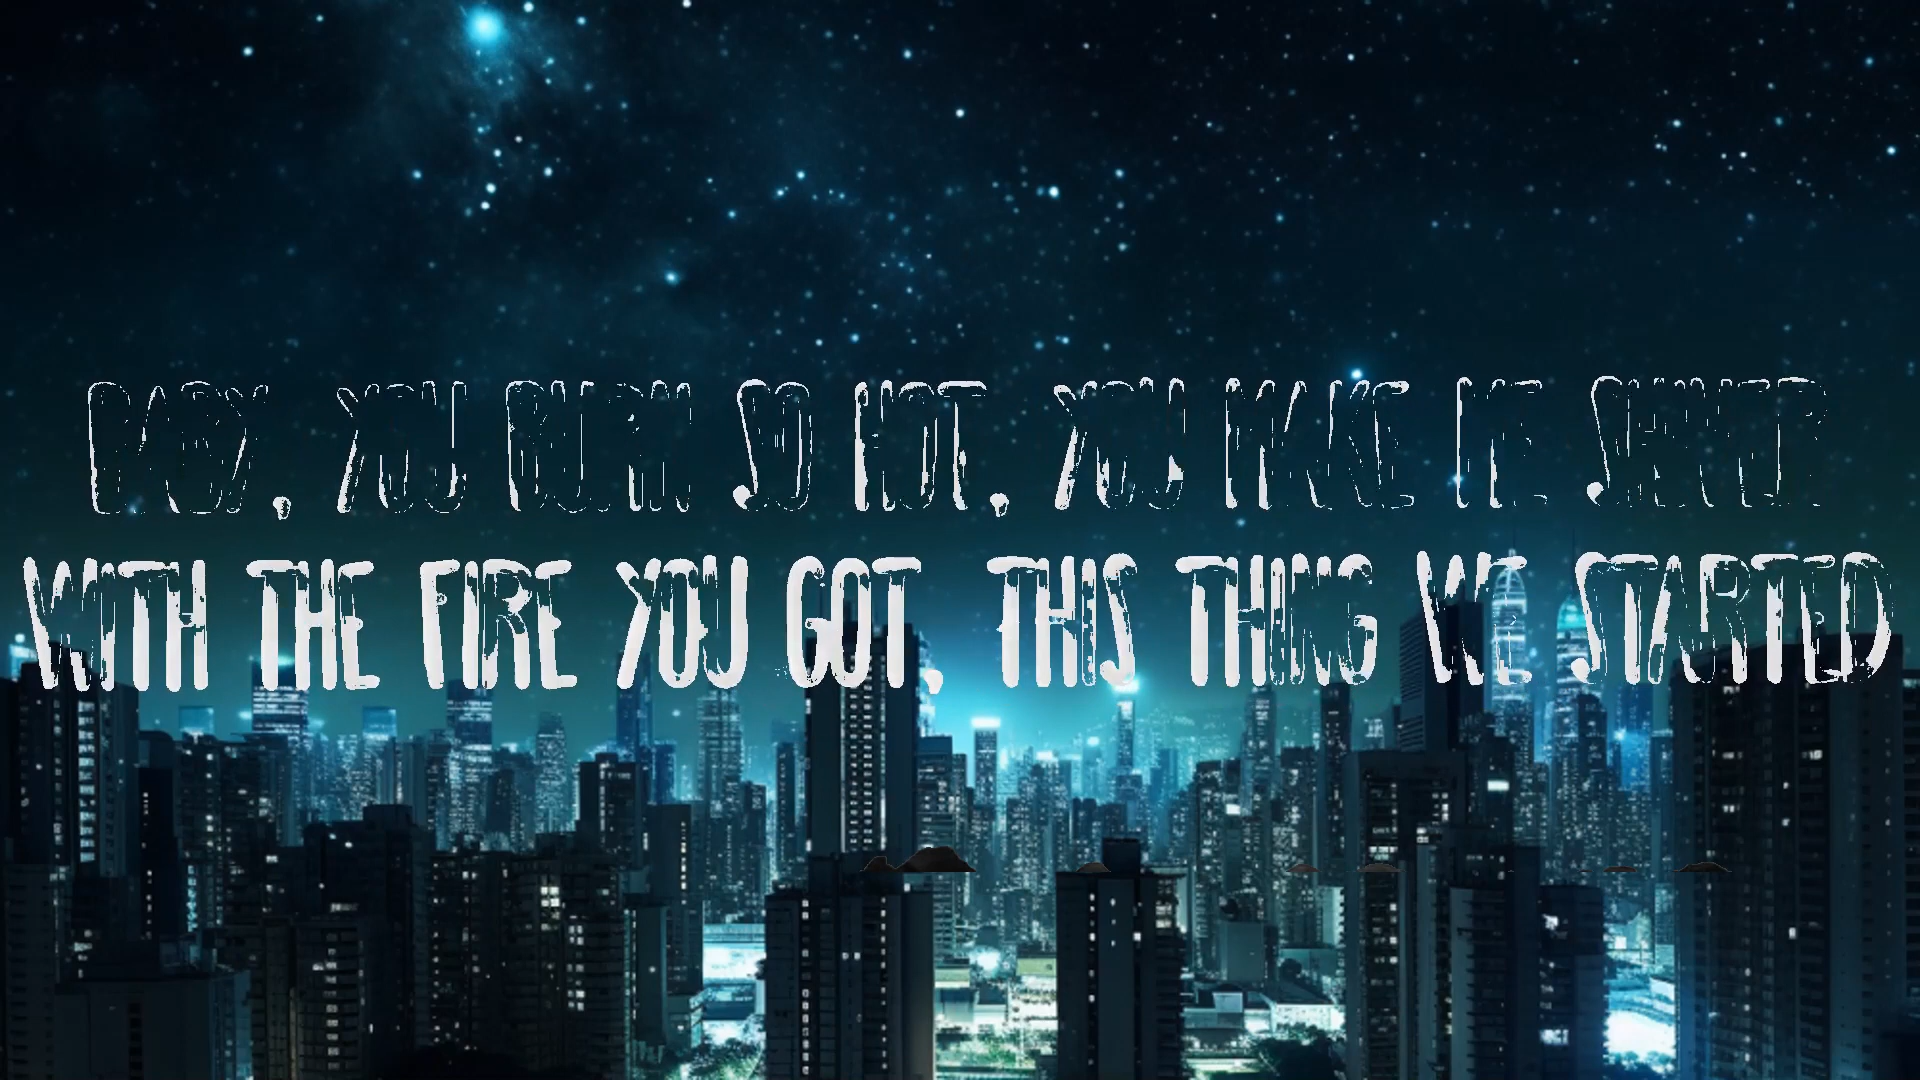 BABY, YOU BURN SO HOT, YOU MAKE ME SHIVER
WITH THE FIRE YOU GOT, THIS THING WE STARTED